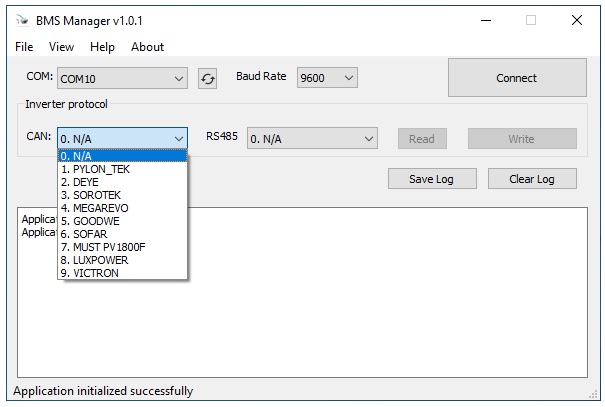 BMS Manager v1.0.1
File View Help About
COM: COM10 Baud Rate 9600 Connect
Inverter protocol
CAN: 0. N/A RS485 0. N/A Read Write
0. N/A
1. PYLON_TEK
2. DEYE
3. SOROTEK
4. MEGAREVO
5. GOODWE
6. SOFAR
7. MUST PV1800F
8. LUXPOWER
9. VICTRON
Save Log Clear Log
Application initialized successfully